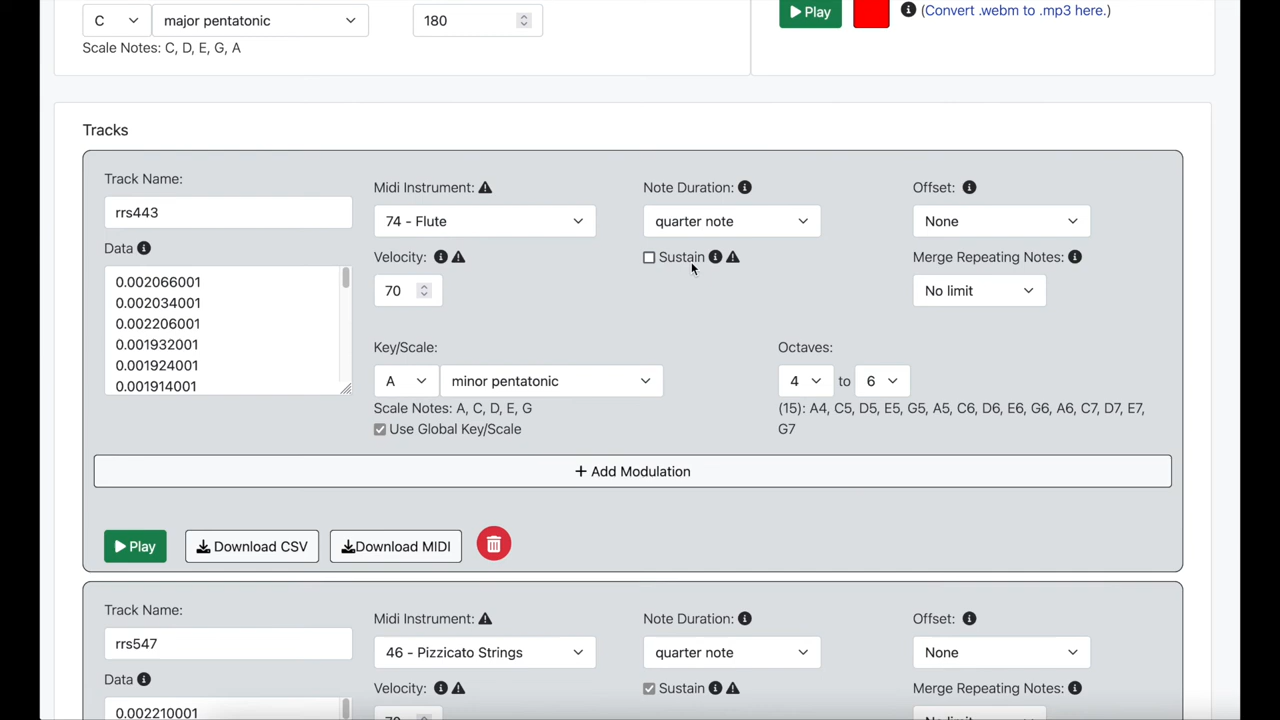 C major pentatonic 180
Play (Convert .webm to .mp3 here.)
Scale Notes: C, D, E, G, A
Tracks
Track Name:
rrs443
Data
0.002066001
0.002034001
0.002206001
0.001932001
0.001924001
0.001914001
Midi Instrument:
74 - Flute
Note Duration:
quarter note
Offset:
None
Velocity:
70
Sustain
Merge Repeating Notes:
No limit
Key/Scale:
A minor pentatonic
Scale Notes: A, C, D, E, G
Use Global Key/Scale
Octaves:
4 to 6
(15): A4, C5, D5, E5, G5, A5, C6, D6, E6, G6, A6, C7, D7, E7,
G7
+ Add Modulation
Play Download CSV Download MIDI
Track Name:
rrs547
Data
0.002210001
Midi Instrument:
46 - Pizzicato Strings
Note Duration:
quarter note
Offset:
None
Velocity:
Sustain
Merge Repeating Notes: